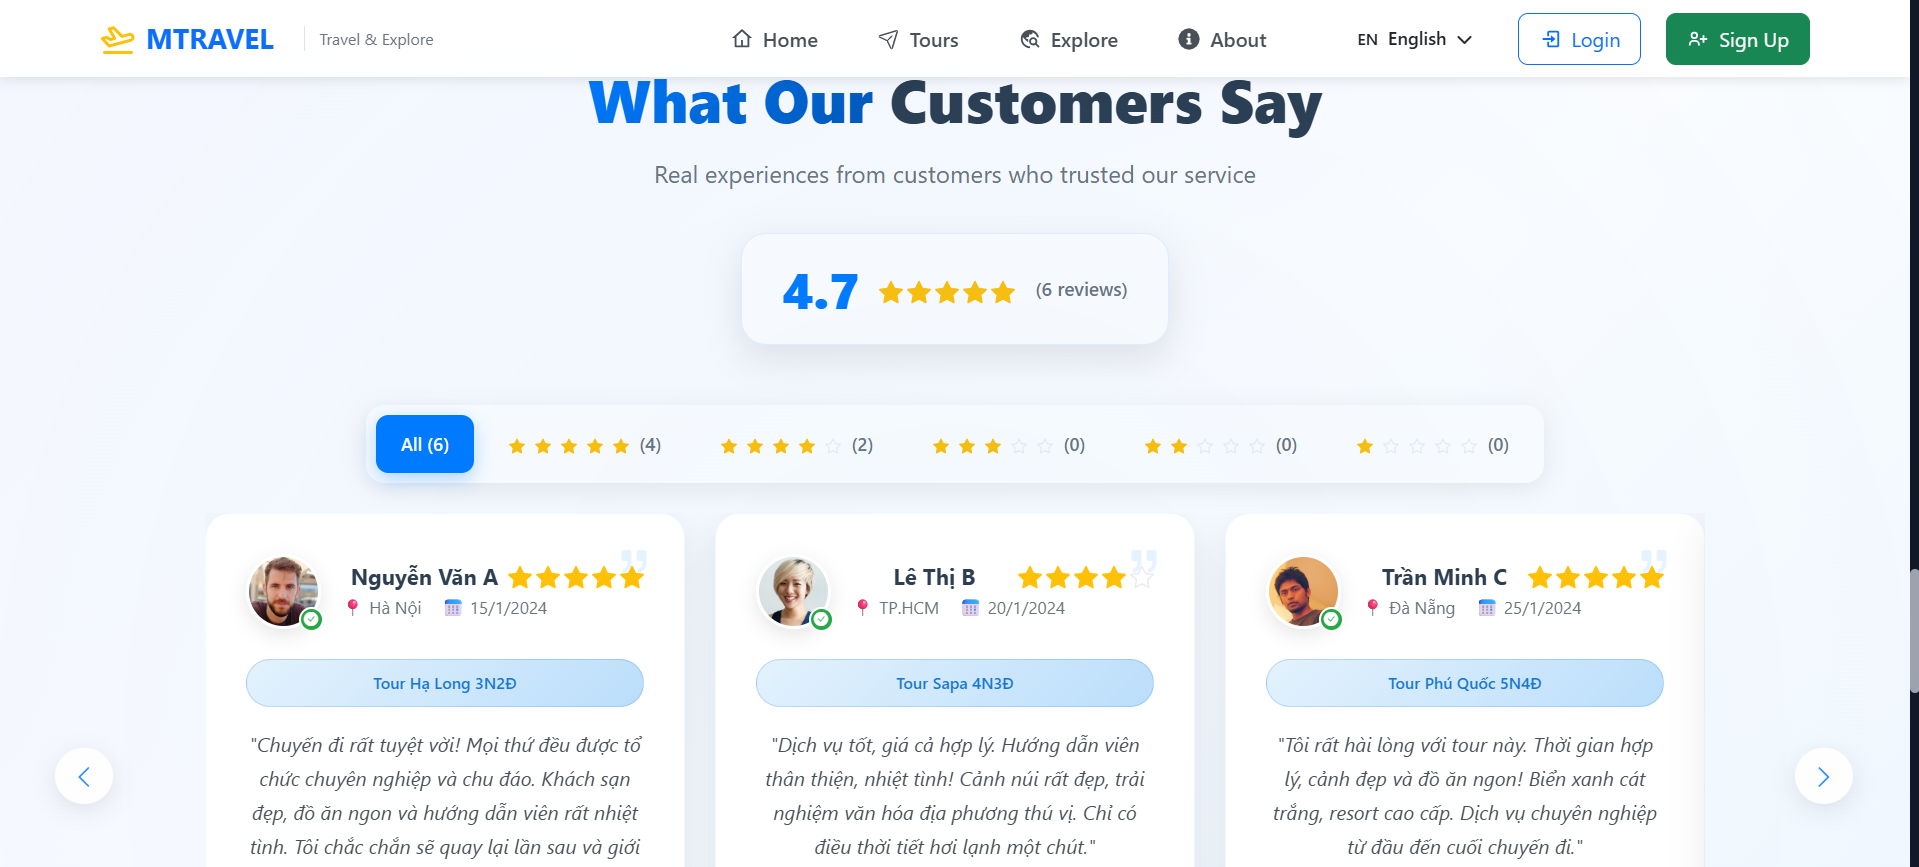 MTRAVEL
Travel & Explore
Home
Tours
Explore
About
EN English
Login
Sign Up
What Our Customers Say
Real experiences from customers who trusted our service
4.7
(6 reviews)
All (6)
(4)
(2)
(0)
(0)
(0)
Nguyễn Văn A
Hà Nội
15/1/2024
Tour Hạ Long 3N2Đ
"Chuyến đi rất tuyệt vời! Mọi thứ đều được tổ
chức chuyên nghiệp và chu đáo. Khách sạn
đẹp, đồ ăn ngon và hướng dẫn viên rất nhiệt
tình. Tôi chắc chắn sẽ quay lại lần sau và giới
Lê Thị B
TP.HCM
20/1/2024
Tour Sapa 4N3Đ
"Dịch vụ tốt, giá cả hợp lý. Hướng dẫn viên
thân thiện, nhiệt tình! Cảnh núi rất đẹp, trải
nghiệm văn hóa địa phương thú vị. Chỉ có
điều thời tiết hơi lạnh một chút."
Trần Minh C
Đà Nẵng
25/1/2024
Tour Phú Quốc 5N4Đ
"Tôi rất hài lòng với tour này. Thời gian hợp
lý, cảnh đẹp và đồ ăn ngon! Biển xanh cát
trắng, resort cao cấp. Dịch vụ chuyên nghiệp
từ đầu đến cuối chuyến đi."